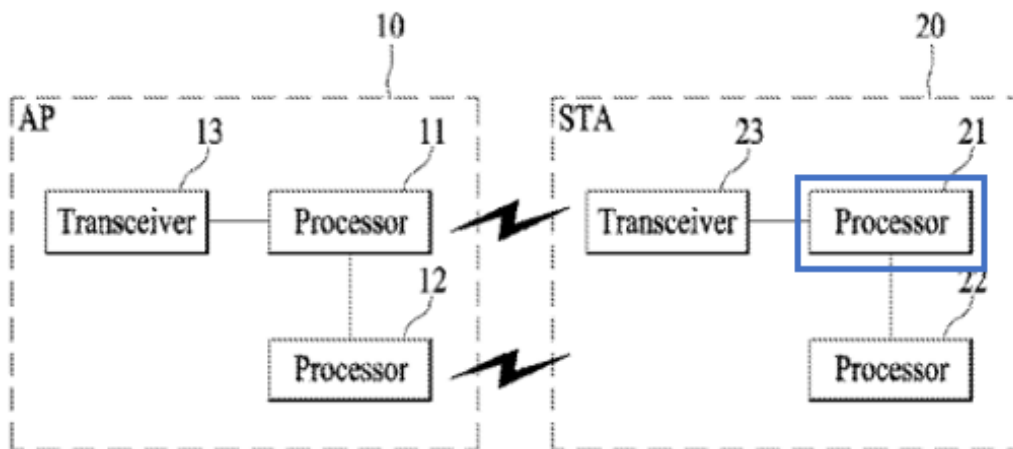 10 20
AP STA
13 11 23 21
Transceiver Processor Transceiver Processor
12 22
Processor Processor